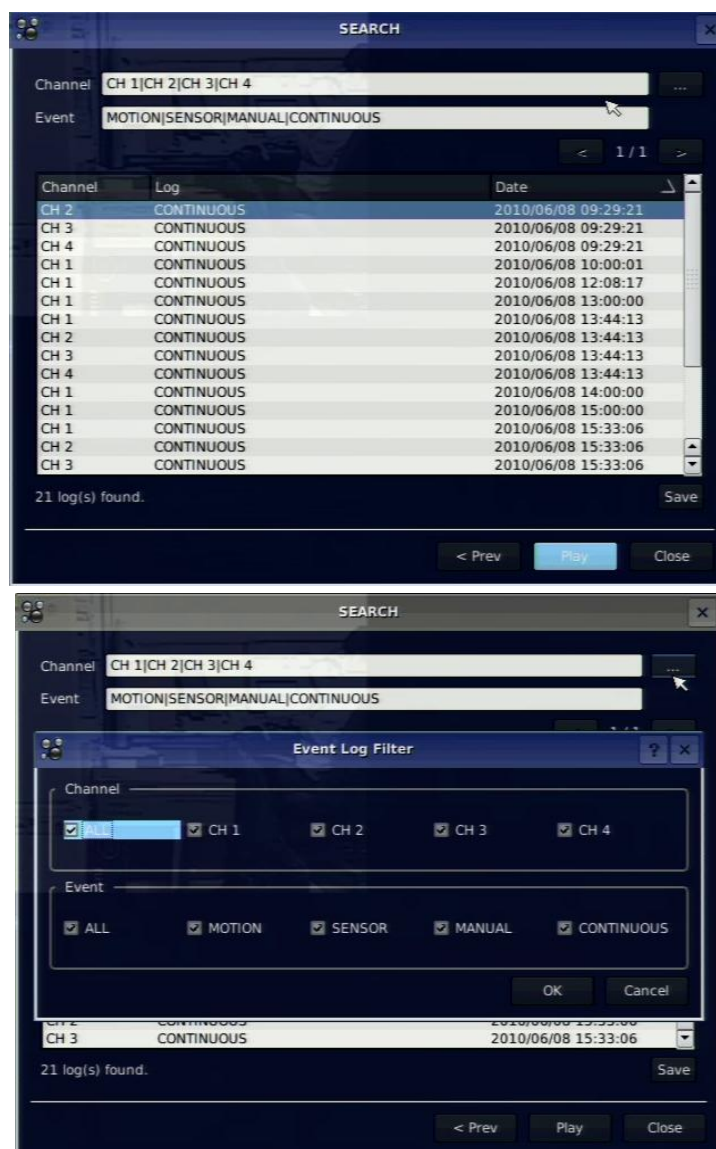 SEARCH
Channel CH 1|CH 2|CH 3|CH 4 ...
Event MOTION|SENSOR|MANUAL|CONTINUOUS
< 1/1 >
Channel Log Date
CH 2 CONTINUOUS 2010/06/08 09:29:21
CH 3 CONTINUOUS 2010/06/08 09:29:21
CH 4 CONTINUOUS 2010/06/08 09:29:21
CH 1 CONTINUOUS 2010/06/08 10:00:01
CH 1 CONTINUOUS 2010/06/08 12:08:17
CH 1 CONTINUOUS 2010/06/08 13:00:00
CH 1 CONTINUOUS 2010/06/08 13:44:13
CH 2 CONTINUOUS 2010/06/08 13:44:13
CH 3 CONTINUOUS 2010/06/08 13:44:13
CH 4 CONTINUOUS 2010/06/08 13:44:13
CH 1 CONTINUOUS 2010/06/08 14:00:00
CH 1 CONTINUOUS 2010/06/08 15:00:00
CH 1 CONTINUOUS 2010/06/08 15:33:06
CH 2 CONTINUOUS 2010/06/08 15:33:06
CH 3 CONTINUOUS 2010/06/08 15:33:06
21 log(s) found. Save
< Prev Play Close
SEARCH
Channel CH 1|CH 2|CH 3|CH 4 ...
Event MOTION|SENSOR|MANUAL|CONTINUOUS
Event Log Filter ?
Channel
ALL CH 1 CH 2 CH 3 CH 4
Event
ALL MOTION SENSOR MANUAL CONTINUOUS
OK Cancel
CH 3 CONTINUOUS 2010/06/08 15:33:06
21 log(s) found. Save
< Prev Play Close